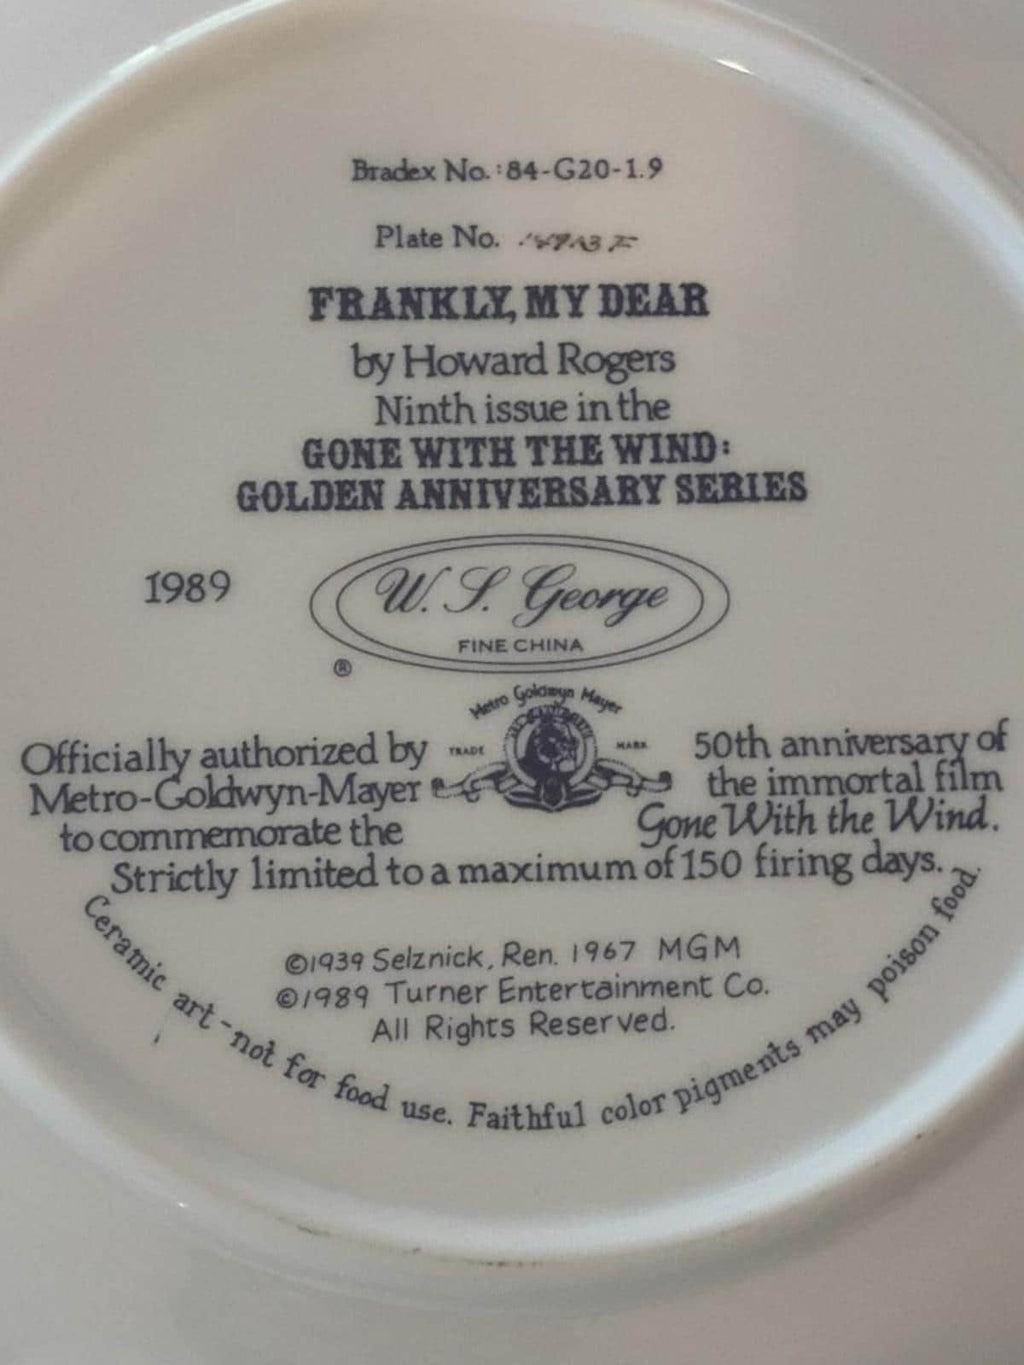 Bradex No.: 84-G20-1.9
Plate No.
FRANKLY, MY DEAR
by Howard Rogers
Ninth issue in the
GONE WITH THE WIND:
GOLDEN ANNIVERSARY SERIES
1989
W. S. George
FINE CHINA
®
Metro Goldwyn Mayer
TRADE MARK
Officially authorized by
Metro-Goldwyn-Mayer
to commemorate the
50th anniversary of
the immortal film
Gone With the Wind.
Strictly limited to a maximum of 150 firing days.
©1939 Selznick, Ren. 1967 MGM
©1989 Turner Entertainment Co.
All Rights Reserved.
Ceramic art - not for food use. Faithful color pigments may poison food.